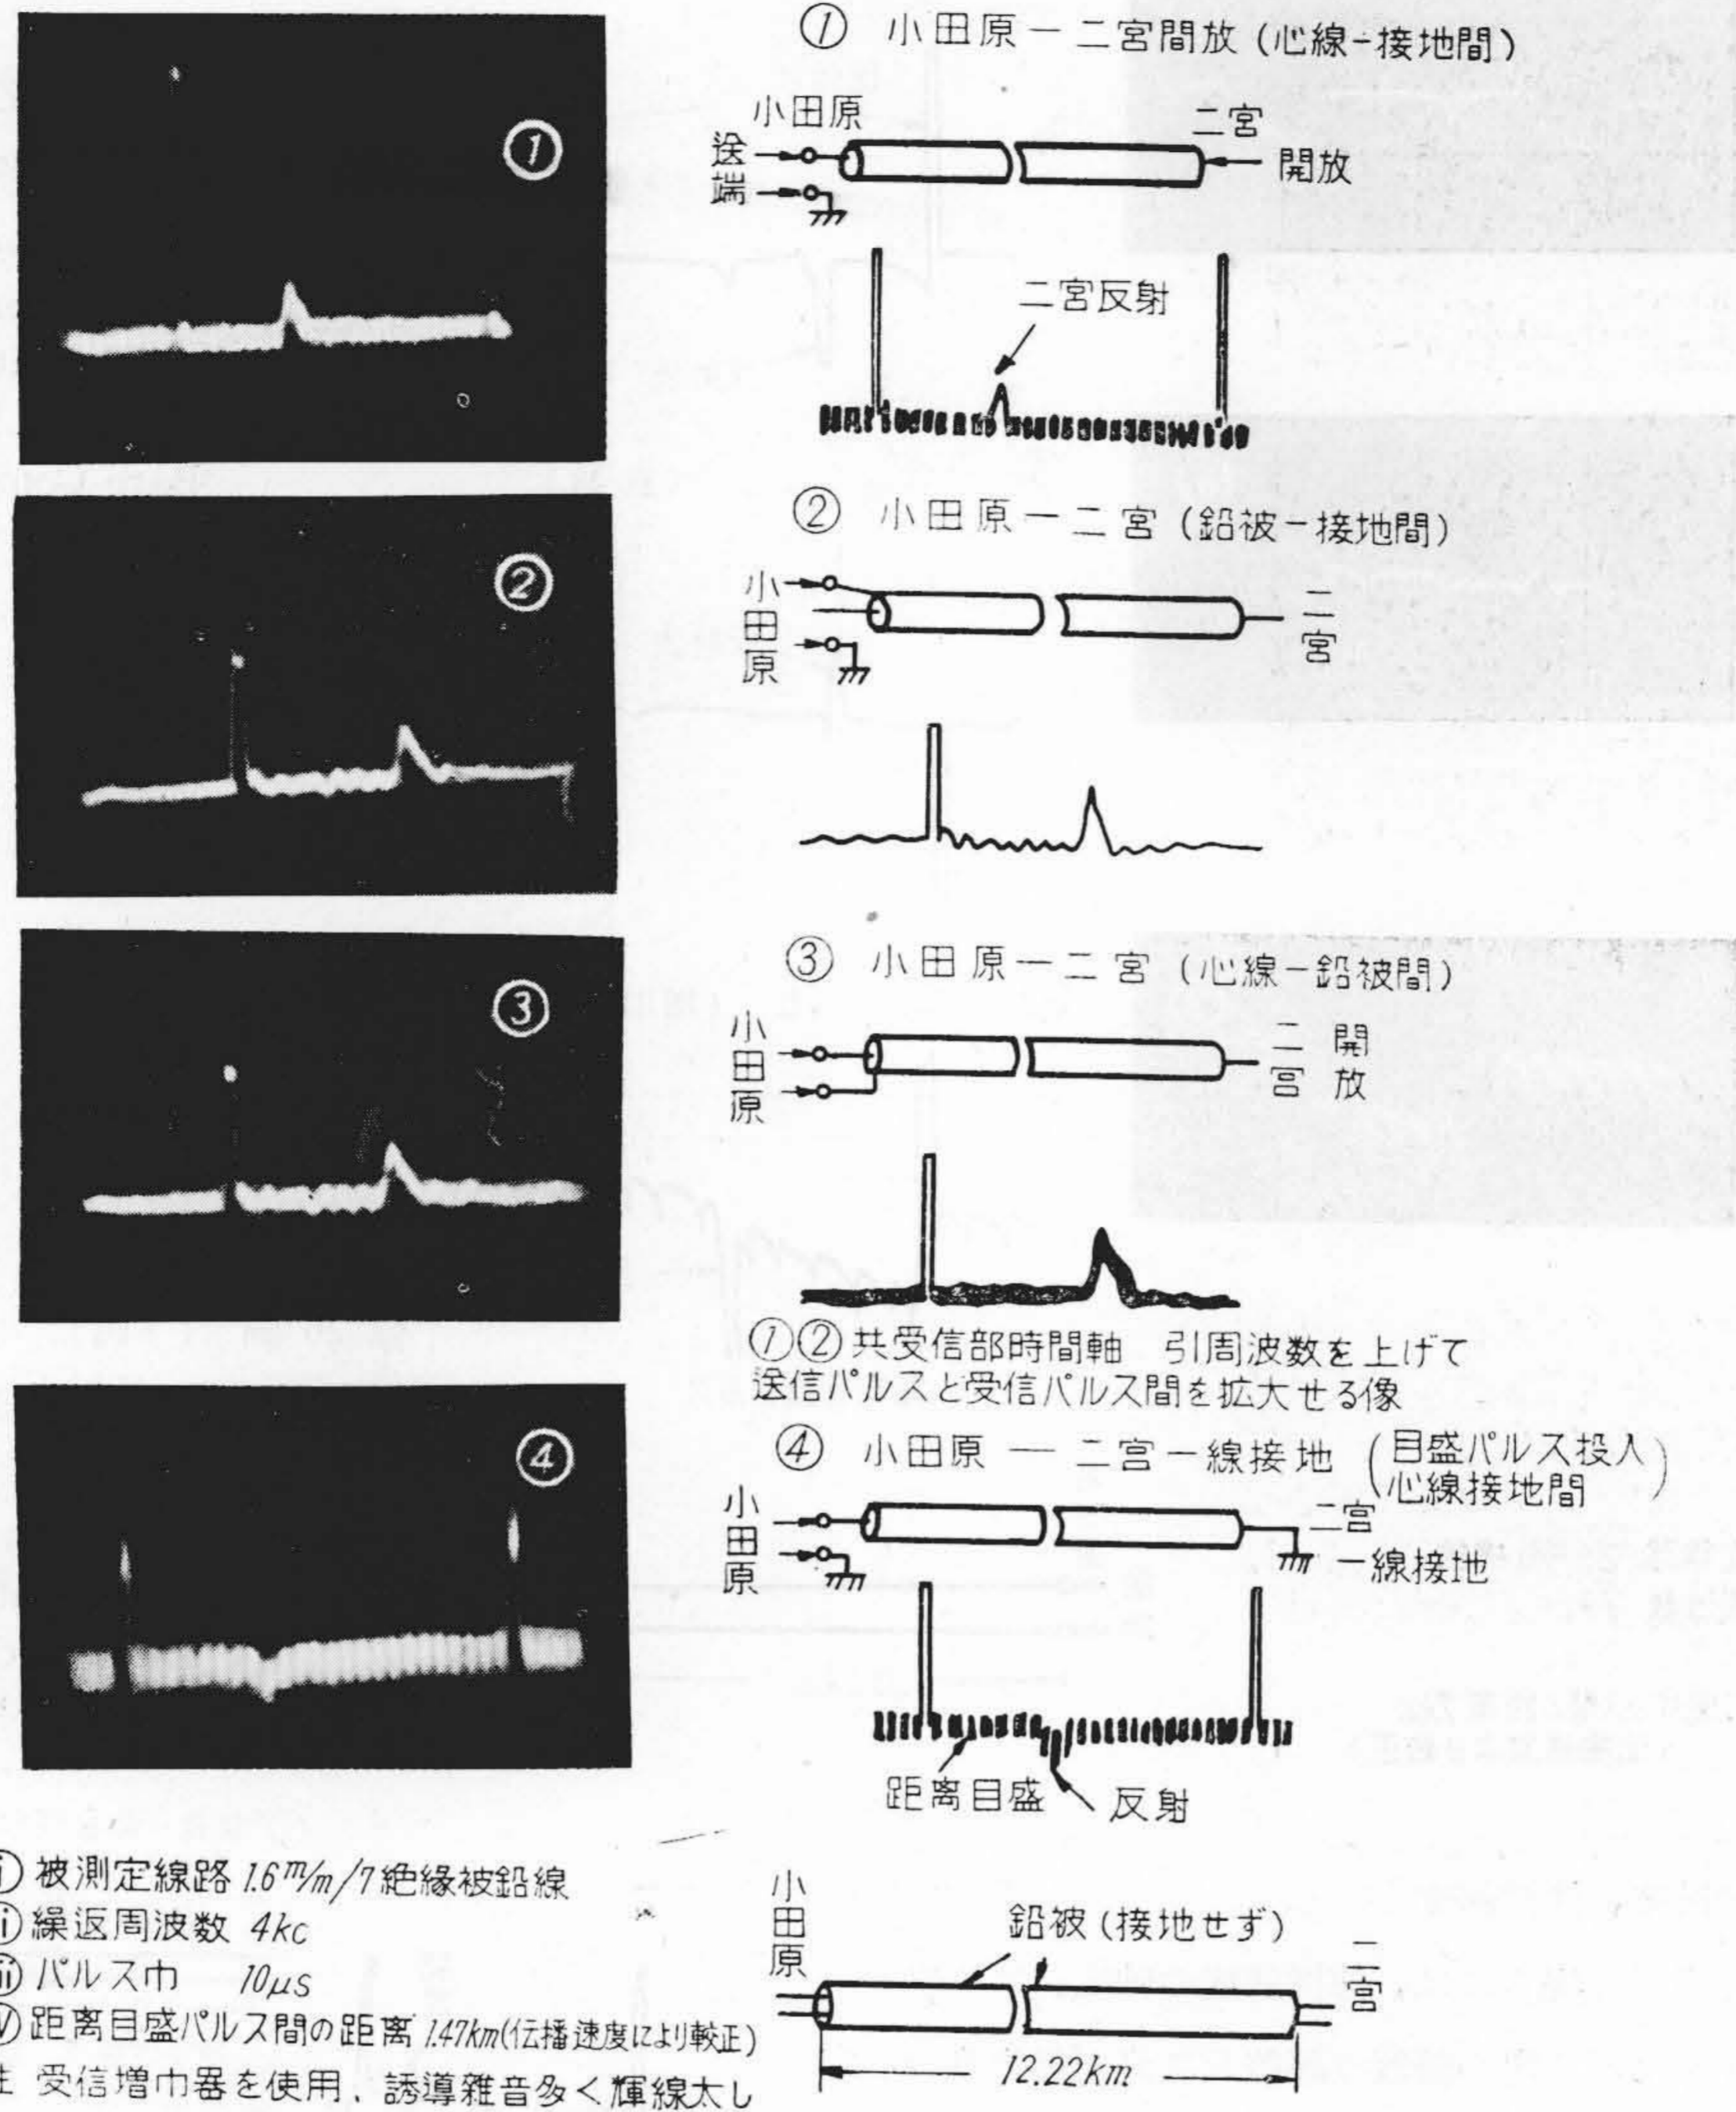 ①
① 小田原ー二宮間放 (心線-接地間)
小田原
送端
二宮
開放
二宮反射
②
② 小田原ー二宮 (鉛被ー接地間)
小田原
二宮
③
③ 小田原ー二宮 (心線ー鉛被間)
小田原
二宮
開放
①②共受信部時間軸 引周波数を上げて
送信パルスと受信パルス間を拡大せる像
④
④ 小田原 ー 二宮一線接地 (目盛パルス投入
心線接地間)
小田原
二宮
一線接地
距離目盛
反射
被測定線路 1.6m/m/7絶縁被鉛線
繰返周波数 4kc
パルス巾 10μs
距離目盛パルス間の距離 1.47km(伝播速度により較正)
受信増巾器を使用、誘導雑音多く輝線太し
小田原
鉛被(接地せず)
二宮
12.22km